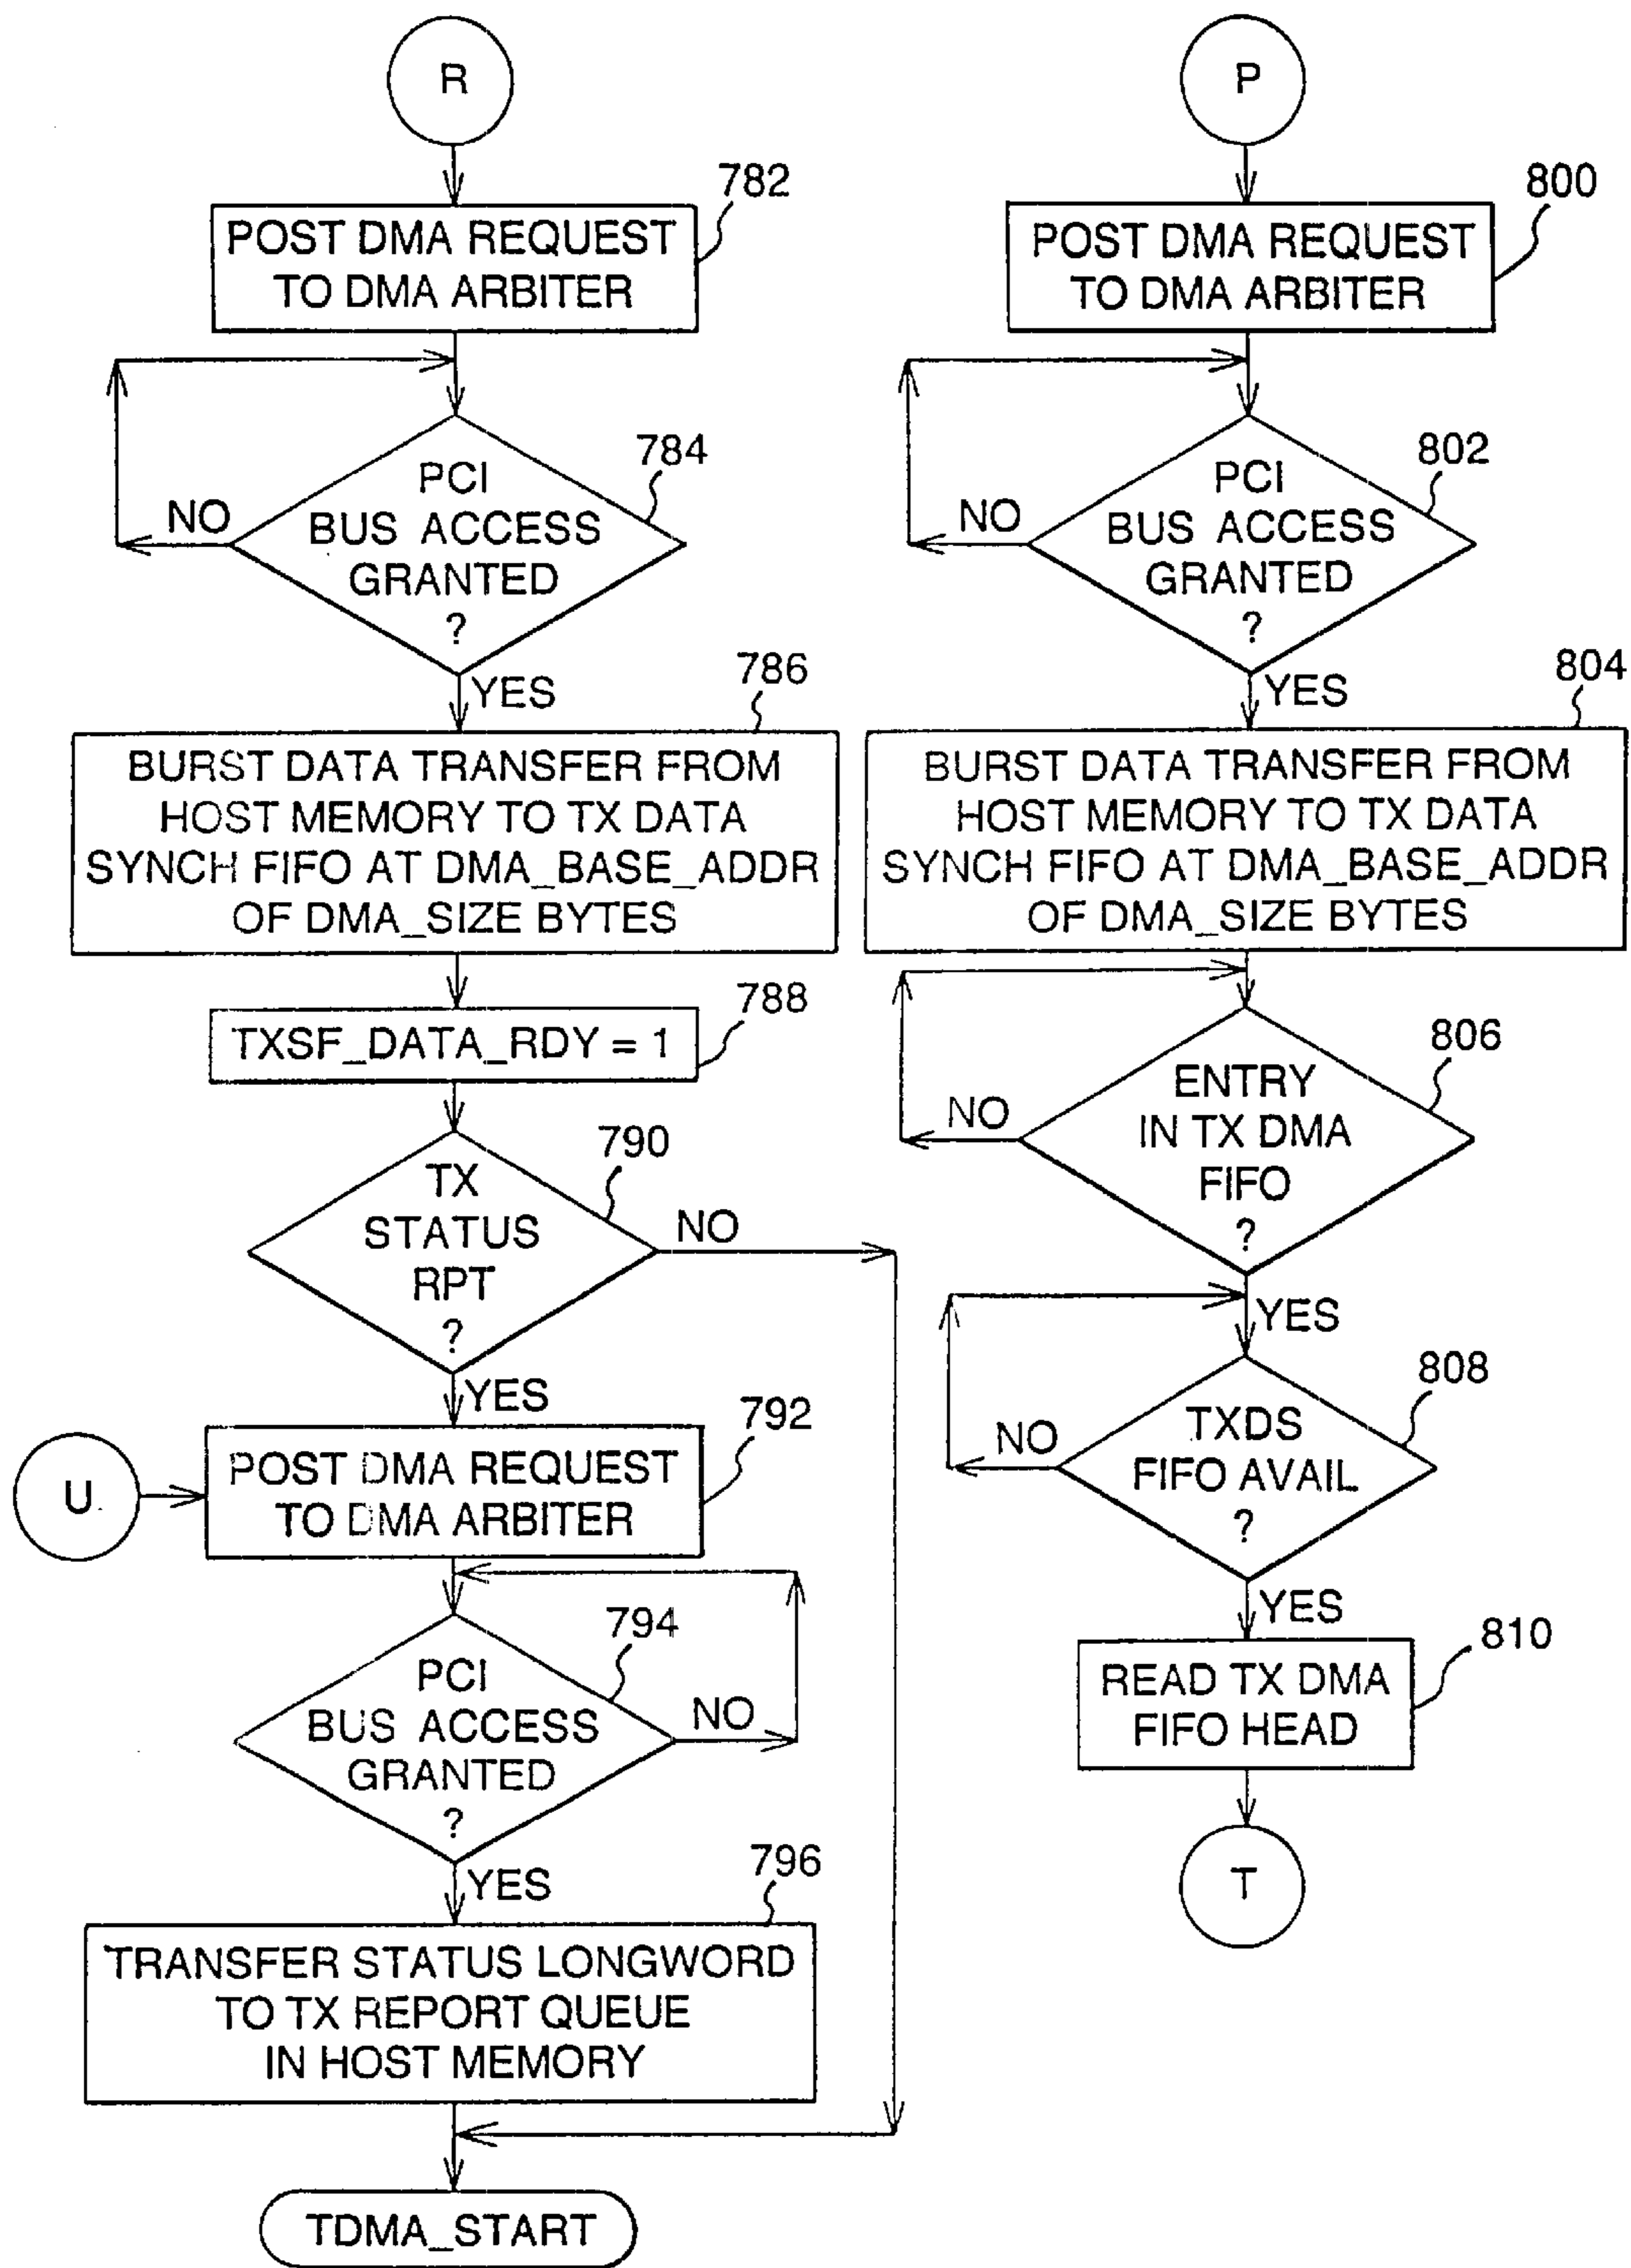 R
782
POST DMA REQUEST
TO DMA ARBITER
784
PCI
BUS ACCESS
GRANTED
?
NO
YES
786
BURST DATA TRANSFER FROM
HOST MEMORY TO TX DATA
SYNCH FIFO AT DMA_BASE_ADDR
OF DMA_SIZE BYTES
788
TXSF_DATA_RDY = 1
790
TX
STATUS
RPT
?
NO
YES
792
U
POST DMA REQUEST
TO DMA ARBITER
794
PCI
BUS ACCESS
GRANTED
?
NO
YES
796
TRANSFER STATUS LONGWORD
TO TX REPORT QUEUE
IN HOST MEMORY
TDMA_START
P
800
POST DMA REQUEST
TO DMA ARBITER
802
PCI
BUS ACCESS
GRANTED
?
NO
YES
804
BURST DATA TRANSFER FROM
HOST MEMORY TO TX DATA
SYNCH FIFO AT DMA_BASE_ADDR
OF DMA_SIZE BYTES
806
ENTRY
IN TX DMA
FIFO
?
NO
YES
808
TXDS
FIFO AVAIL
?
NO
YES
810
READ TX DMA
FIFO HEAD
T